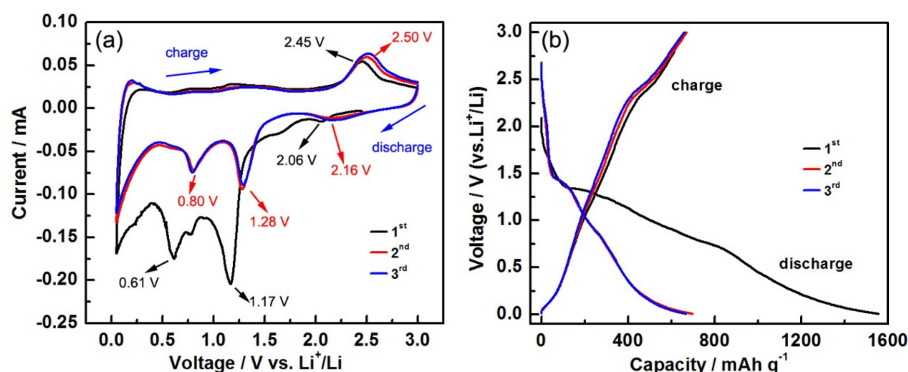 (a)
charge
2.45 V
2.50 V
discharge
2.06 V
2.16 V
0.80 V
1.28 V
0.61 V
1.17 V
1st
2nd
3rd
Current / mA
0.10
0.05
0.00
-0.05
-0.10
-0.15
-0.20
-0.25
0.0 0.5 1.0 1.5 2.0 2.5 3.0
Voltage / V vs. Li+/Li
(b)
charge
1st
2nd
3rd
discharge
Voltage / V (vs.Li+/Li)
3.0
2.5
2.0
1.5
1.0
0.5
0.0
0 400 800 1200 1600
Capacity / mAh g-1